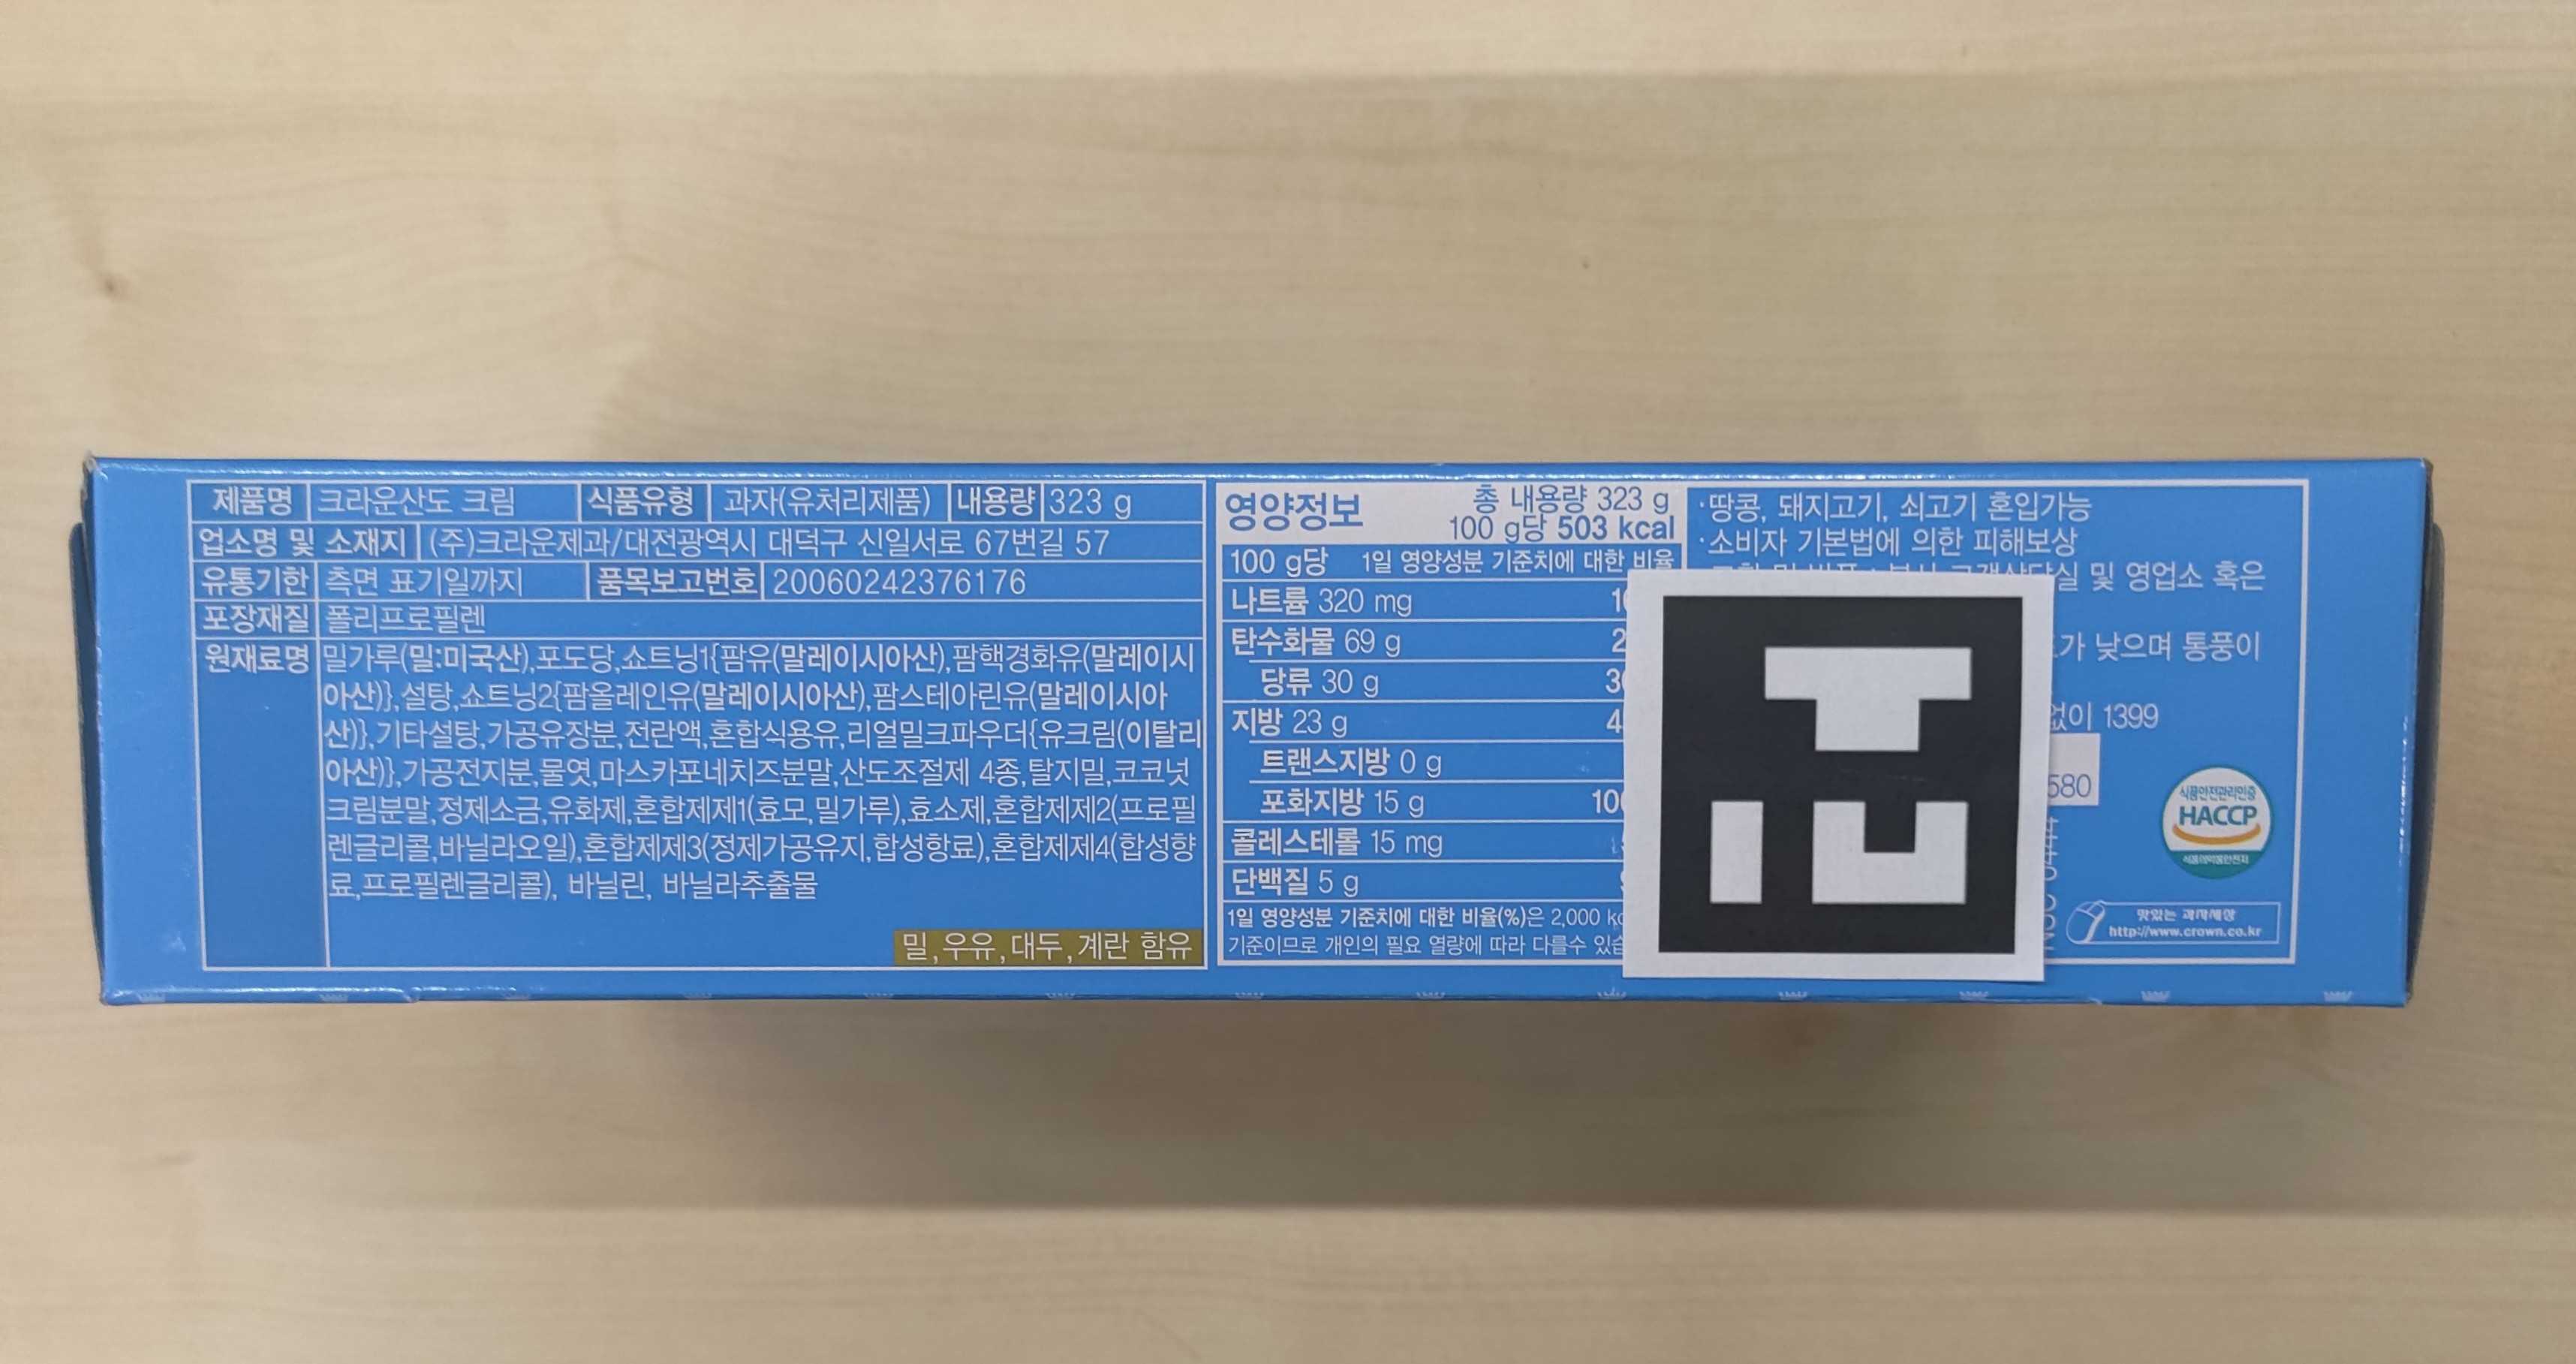 제품명 크라운산도 크림 식품유형 과자(유처리제품) 내용량 323 g
업소명 및 소재지 (주)크라운제과/대전광역시 대덕구 신일서로 67번길 57
유통기한 측면 표기일까지 품목보고번호 20060242376176
포장재질 폴리프로필렌
원재료명 밀가루(밀:미국산),포도당,쇼트닝1{팜유(말레이시아산),팜핵경화유(말레이시
아산)},설탕,쇼트닝2{팜올레인유(말레이시아산),팜스테아린유(말레이시아
산)},기타설탕,가공유장분,전란액,혼합식용유,리얼밀크파우더{유크림(이탈리
아산)},가공전지분,물엿,마스카포네치즈분말,산도조절제 4종,탈지밀,코코넛
크림분말,정제소금,유화제,혼합제제1(효모,밀가루),효소제,혼합제제2(프로필
렌글리콜,바닐라오일),혼합제제3(정제가공유지,합성향료),혼합제제4(합성향
료,프로필렌글리콜), 바닐린, 바닐라추출물
밀,우유,대두,계란 함유
영양정보
총 내용량 323 g
100 g당 503 kcal
100 g당 1일 영양성분 기준치에 대한 비율
나트륨 320 mg
탄수화물 69 g
당류 30 g
지방 23 g
트랜스지방 0 g
포화지방 15 g
콜레스테롤 15 mg
단백질 5 g
1일 영양성분 기준치에 대한 비율(%)은 2,000
기준이므로 개인의 필요 열량에 따라 다를수
·땅콩, 돼지고기, 쇠고기 혼입가능
·소비자 기본법에 의한 피해보상
및 영업소 혹은
낮으며 통풍이
1399
580
식품안전관리인증
HACCP
식품의약품안전처
맛있는 과자세상
http://www.crown.co.kr